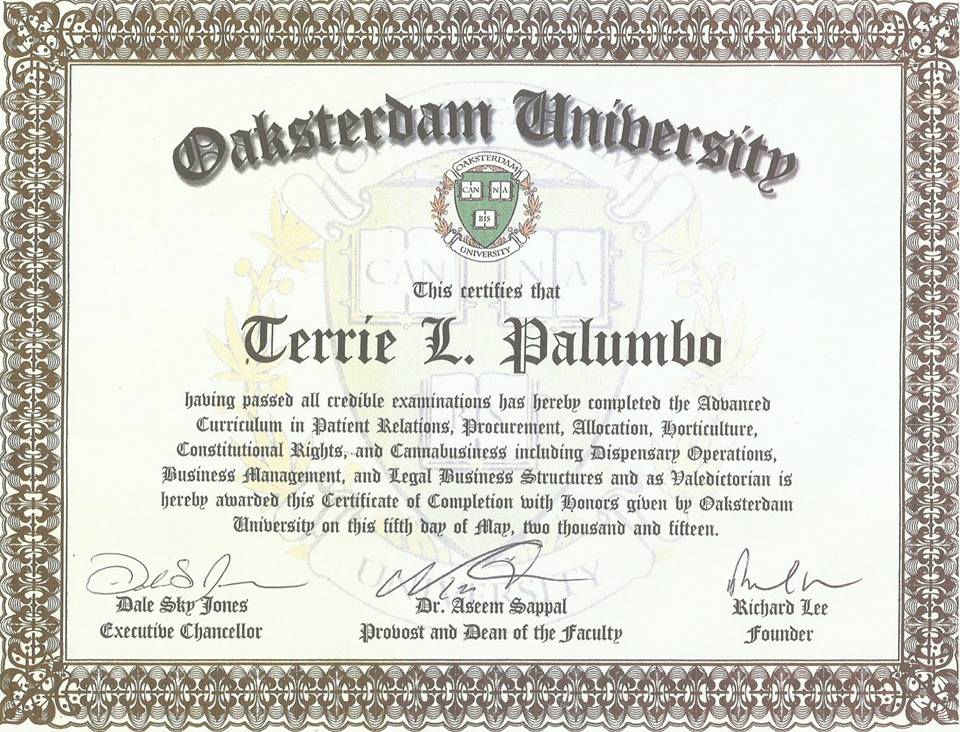 Oaksterdam University
OAKSTERDAM
CAN NA
BIS
UNIVERSITY
This certifies that
Terrie L. Palumbo
having passed all credible examinations has hereby completed the Advanced
Curriculum in Patient Relations, Procurement, Allocation, Horticulture,
Constitutional Rights, and Cannabusiness including Dispensary Operations,
Business Management, and Legal Business Structures and as Valedictorian is
hereby awarded this Certificate of Completion with Honors given by Oaksterdam
University on this fifth day of May, two thousand and fifteen.
Dale Sky Jones
Executive Chancellor
Dr. Aseem Sappal
Provost and Dean of the Faculty
Richard Lee
Founder
CAN NA
BIS
UNIVERSITY